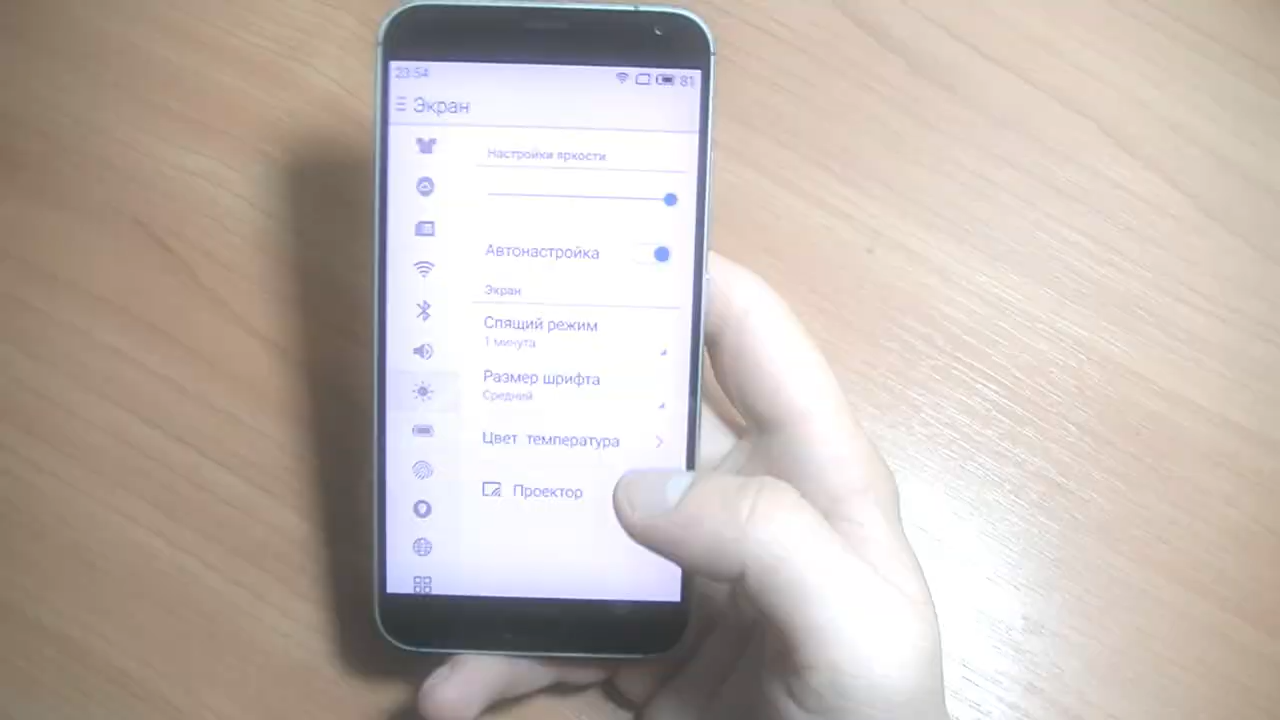 23:54 81
Экран
Настройки яркости
Автонастройка
Экран
Спящий режим
1 минута
Размер шрифта
Средний
Цвет температура
Проектор